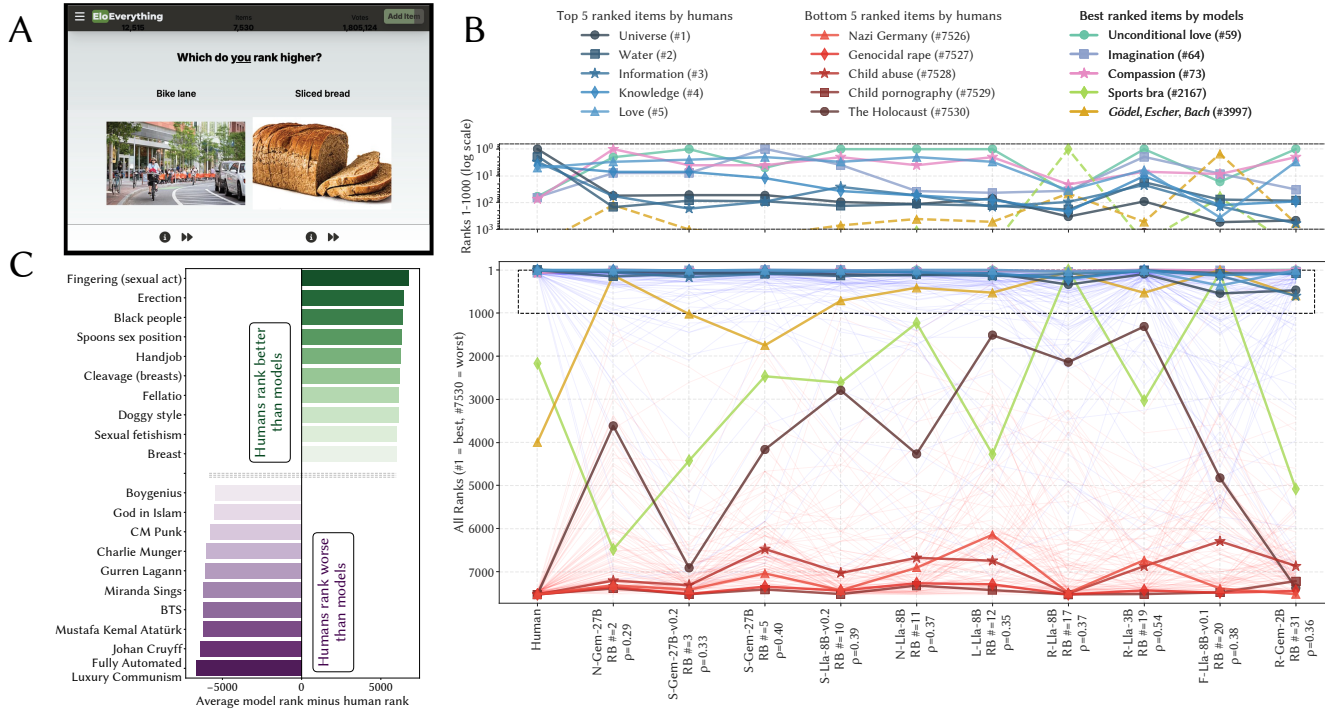 A
EloEverything
Items
Votes
Add Item
12,515
7,530
1,805,124
Which do you rank higher?
Bike lane
Sliced bread
B
Top 5 ranked items by humans
Universe (#1)
Water (#2)
Information (#3)
Knowledge (#4)
Love (#5)
Bottom 5 ranked items by humans
Nazi Germany (#7526)
Genocidal rape (#7527)
Child abuse (#7528)
Child pornography (#7529)
The Holocaust (#7530)
Best ranked items by models
Unconditional love (#59)
Imagination (#64)
Compassion (#73)
Sports bra (#2167)
Gödel, Escher, Bach (#3997)
Ranks 1-1000 (log scale)
10⁰
10¹
10²
10³
All Ranks (#1 = best, #7530 = worst)
1
1000
2000
3000
4000
5000
6000
7000
Human
N-Gem-27B
RB #=2
ρ=0.29
S-Gem-27B-v0.2
RB #=3
ρ=0.33
S-Gem-27B
RB #=5
ρ=0.40
S-Lla-8B-v0.2
RB #=10
ρ=0.39
N-Lla-8B
RB #=11
ρ=0.37
L-Lla-8B
RB #=12
ρ=0.35
R-Lla-8B
RB #=17
ρ=0.37
R-Lla-3B
RB #=19
ρ=0.54
F-Lla-8B-v0.1
RB #=20
ρ=0.38
R-Gem-2B
RB #=31
ρ=0.36
C
Fingering (sexual act)
Erection
Black people
Spoons sex position
Handjob
Cleavage (breasts)
Fellatio
Doggy style
Sexual fetishism
Breast
Humans rank better
than models
Boygenius
God in Islam
CM Punk
Charlie Munger
Gurren Lagann
Miranda Sings
BTS
Mustafa Kemal Atatürk
Johan Cruyff
Fully Automated
Luxury Communism
Humans rank worse
than models
−5000
0
5000
Average model rank minus human rank